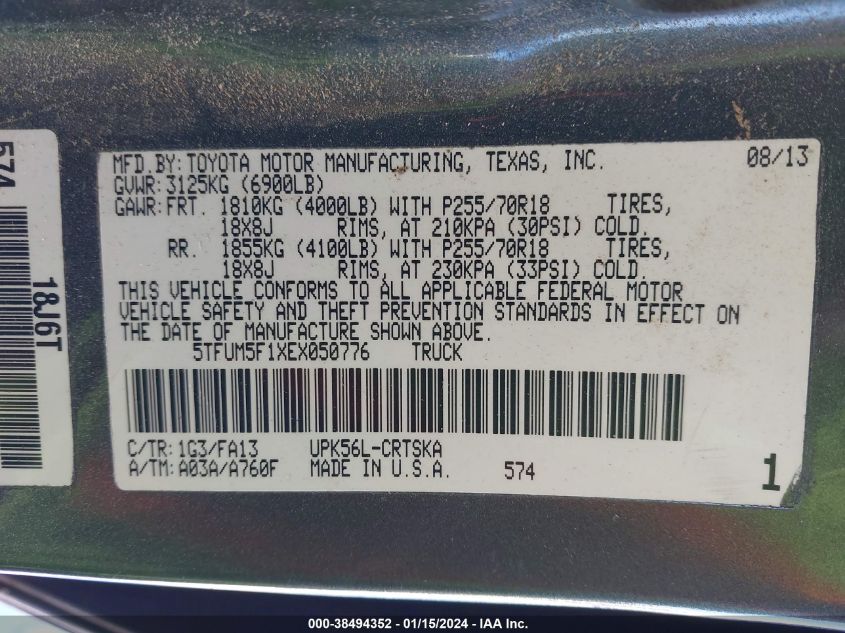 574
18J6T
MFD.BY: TOYOTA MOTOR MANUFACTURING, TEXAS, INC. 08/13
GVWR: 3125KG (6900LB)
GAWR: FRT. 1810KG (4000LB) WITH P255/70R18 TIRES,
18X8J RIMS, AT 210KPA (30PSI) COLD.
RR. 1855KG (4100LB) WITH P255/70R18 TIRES,
18X8J RIMS, AT 230KPA (33PSI) COLD.
THIS VEHICLE CONFORMS TO ALL APPLICABLE FEDERAL MOTOR
VEHICLE SAFETY AND THEFT PREVENTION STANDARDS IN EFFECT ON
THE DATE OF MANUFACTURE SHOWN ABOVE.
5TFUM5F1XEX050776 TRUCK
C/TR: 1G3/FA13 UPK56L-CRTSKA
A/TM: A03A/A760F MADE IN U.S.A. 574 1
000-38494352 - 01/15/2024 - IAA Inc.